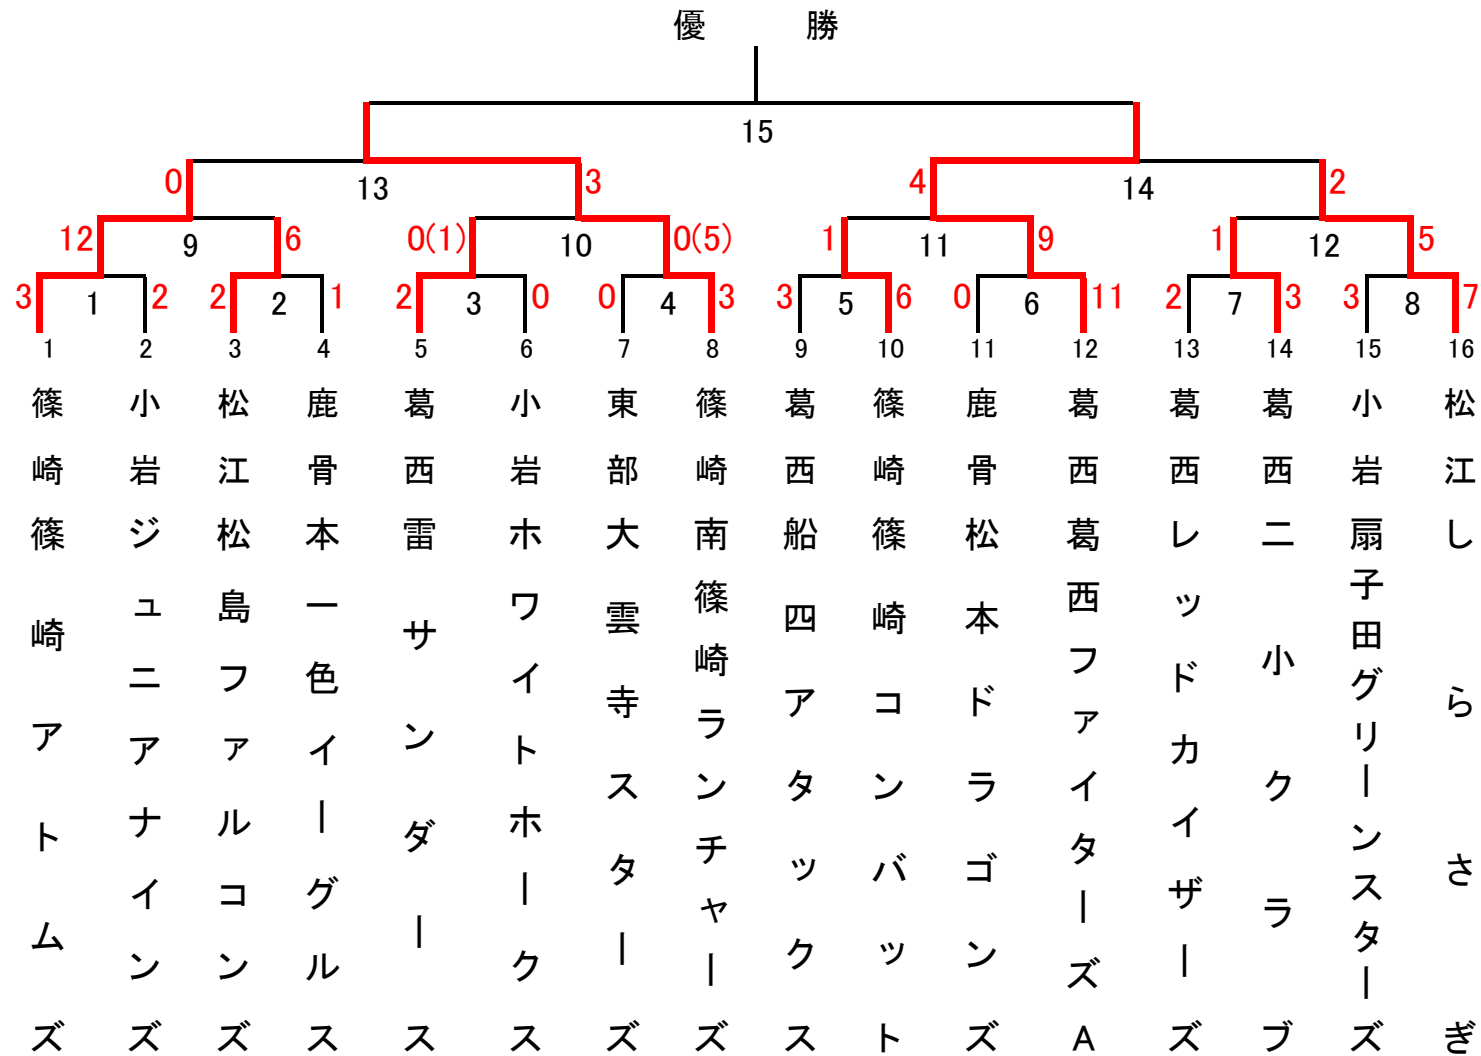 優勝
15
0 13 3 4 14 2
12 9 6 0(1) 10 0(5) 1 11 9 1 12 5
3 1 2 2 2 1 2 3 0 0 4 3 3 5 6 0 6 11 2 7 3 3 8 7
1 2 3 4 5 6 7 8 9 10 11 12 13 14 15 16
篠崎 篠崎アトムズ
小岩 ジュニアナインズ
松江 松島ファルコンズ
鹿骨 本一色イーグルス
葛西 雷サンダース
小岩 ホワイトホークス
東部 大雲寺スターズ
篠崎 南篠崎ランチャーズ
葛西 船四アタックス
篠崎 篠崎コンバット
鹿骨 松本ドラゴンズ
葛西 葛西ファイターズA
葛西 レッドカイザーズ
葛西 二小クラブ
小岩 扇子田グリーンスターズ
松江 しらさぎ